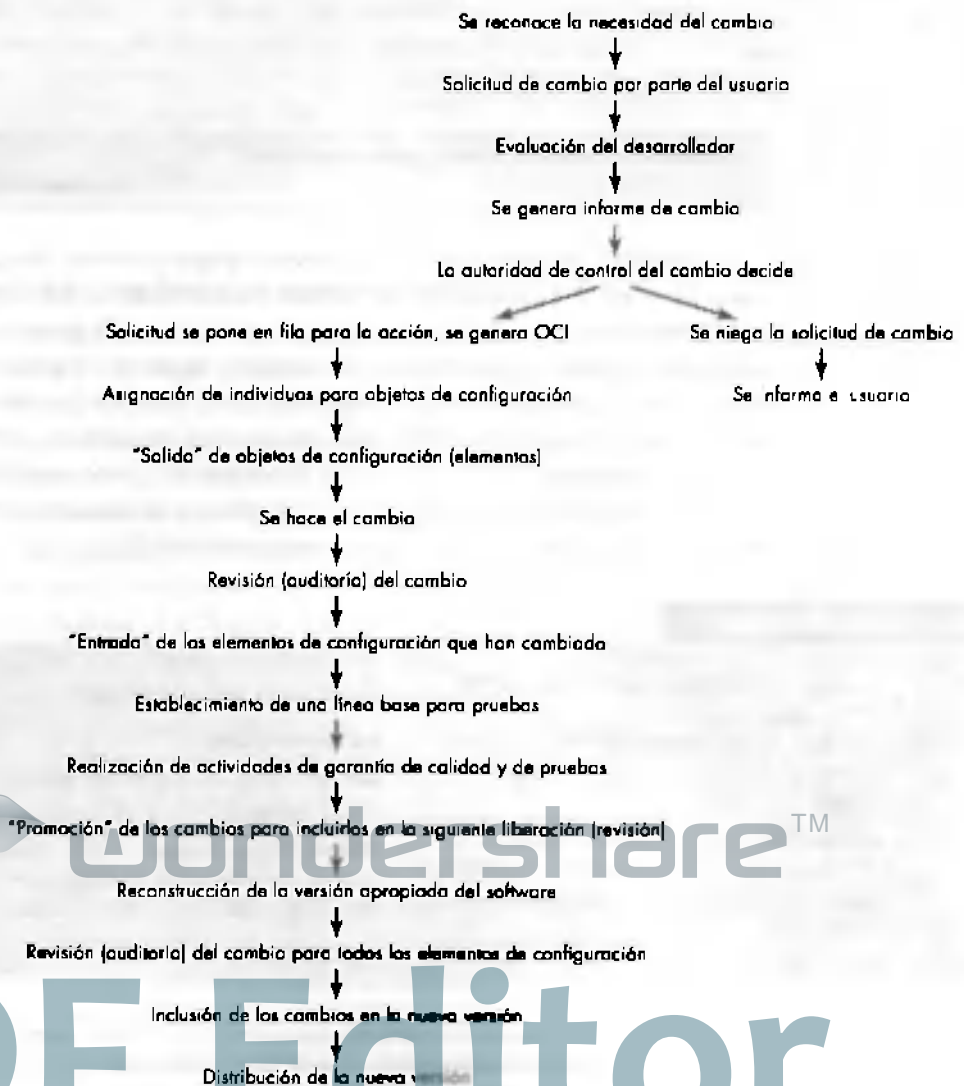 Se reconoce la necesidad del cambio
Solicitud de cambio por parte del usuario
Evaluación del desarrollador
Se genera informe de cambio
La autoridad de control del cambio decide
Solicitud se pone en fila para la acción, se genera OCI
Se niega la solicitud de cambio
Asignación de individuos para objetos de configuración
Se informa usuario
"Salida" de objetos de configuración (elementos)
Se hace el cambio
Revisión (auditoría) del cambio
"Entrada" de los elementos de configuración que han cambiado
Establecimiento de una línea base para pruebas
Realización de actividades de garantía de calidad y de pruebas
"Promoción" de los cambios para incluirlos en la siguiente liberación (revisión)
wondershare™
Reconstrucción de la versión apropiada del software
Revisión (auditoría) del cambio para todos los elementos de configuración
Inclusión de los cambios en la nueva versión
DF Editor
Distribución de la nueva versión